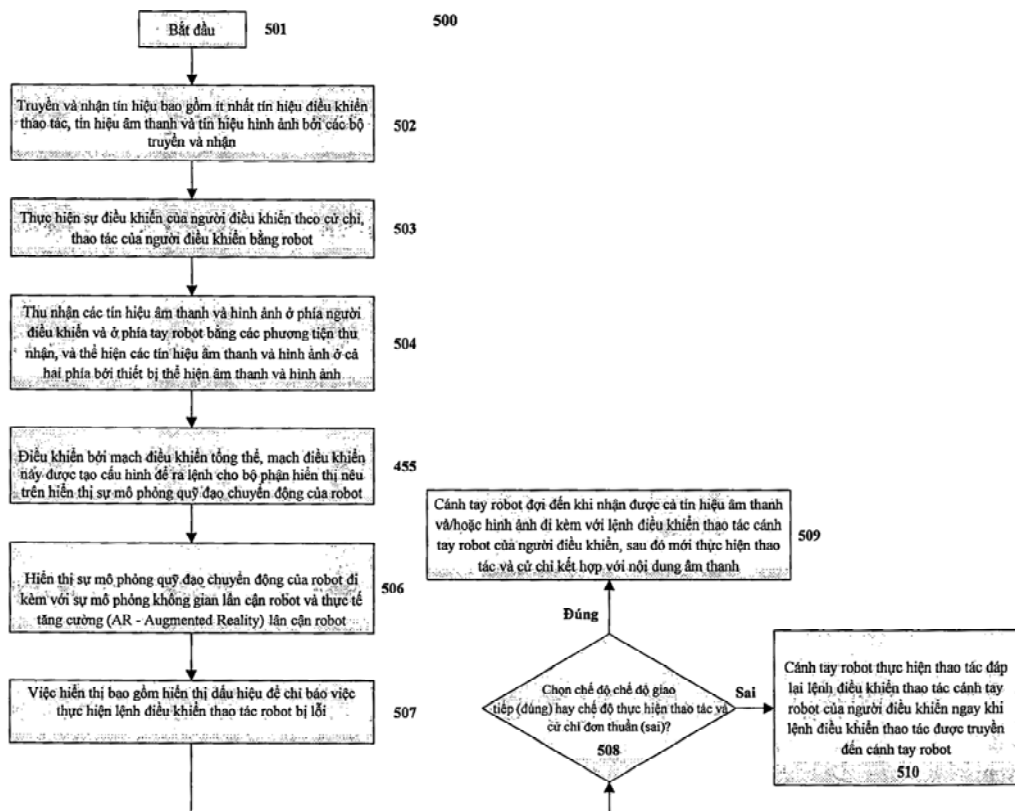 Bắt đầu
501
500
Truyền và nhận tín hiệu bao gồm ít nhất tín hiệu điều khiển
thao tác, tín hiệu âm thanh và tín hiệu hình ảnh bởi các bộ
truyền và nhận
502
Thực hiện sự điều khiển của người điều khiển theo cử chỉ,
thao tác của người điều khiển bằng robot
503
Thu nhận các tín hiệu âm thanh và hình ảnh ở phía người
điều khiển và ở phía tay robot bằng các phương tiện thu
nhận, và thể hiện các tín hiệu âm thanh và hình ảnh ở cả
hai phía bởi thiết bị thể hiện âm thanh và hình ảnh
504
Điều khiển bởi mạch điều khiển tổng thể, mạch điều khiển
này được tạo cấu hình để ra lệnh cho bộ phận hiển thị nêu
trên hiển thị sự mô phỏng quỹ đạo chuyển động của robot
455
Hiển thị sự mô phỏng quỹ đạo chuyển động của robot đi
kèm với sự mô phỏng không gian lân cận robot và thực tế
tăng cường (AR - Augmented Reality) lân cận robot
506
Việc hiển thị bao gồm hiển thị dấu hiệu để chỉ báo việc
thực hiện lệnh điều khiển thao tác robot bị lỗi
507
Cánh tay robot đợi đến khi nhận được cả tín hiệu âm thanh
và/hoặc hình ảnh đi kèm với lệnh điều khiển thao tác cánh
tay robot của người điều khiển, sau đó mới thực hiện thao
tác và cử chỉ kết hợp với nội dung âm thanh
509
Đúng
Chọn chế độ chế độ giao
tiếp (đúng) hay chế độ thực hiện thao tác và
cử chỉ đơn thuần (sai)?
508
Sai
Cánh tay robot thực hiện thao tác đáp
lại lệnh điều khiển thao tác cánh tay
robot của người điều khiển ngay khi
lệnh điều khiển thao tác được truyền
đến cánh tay robot
510